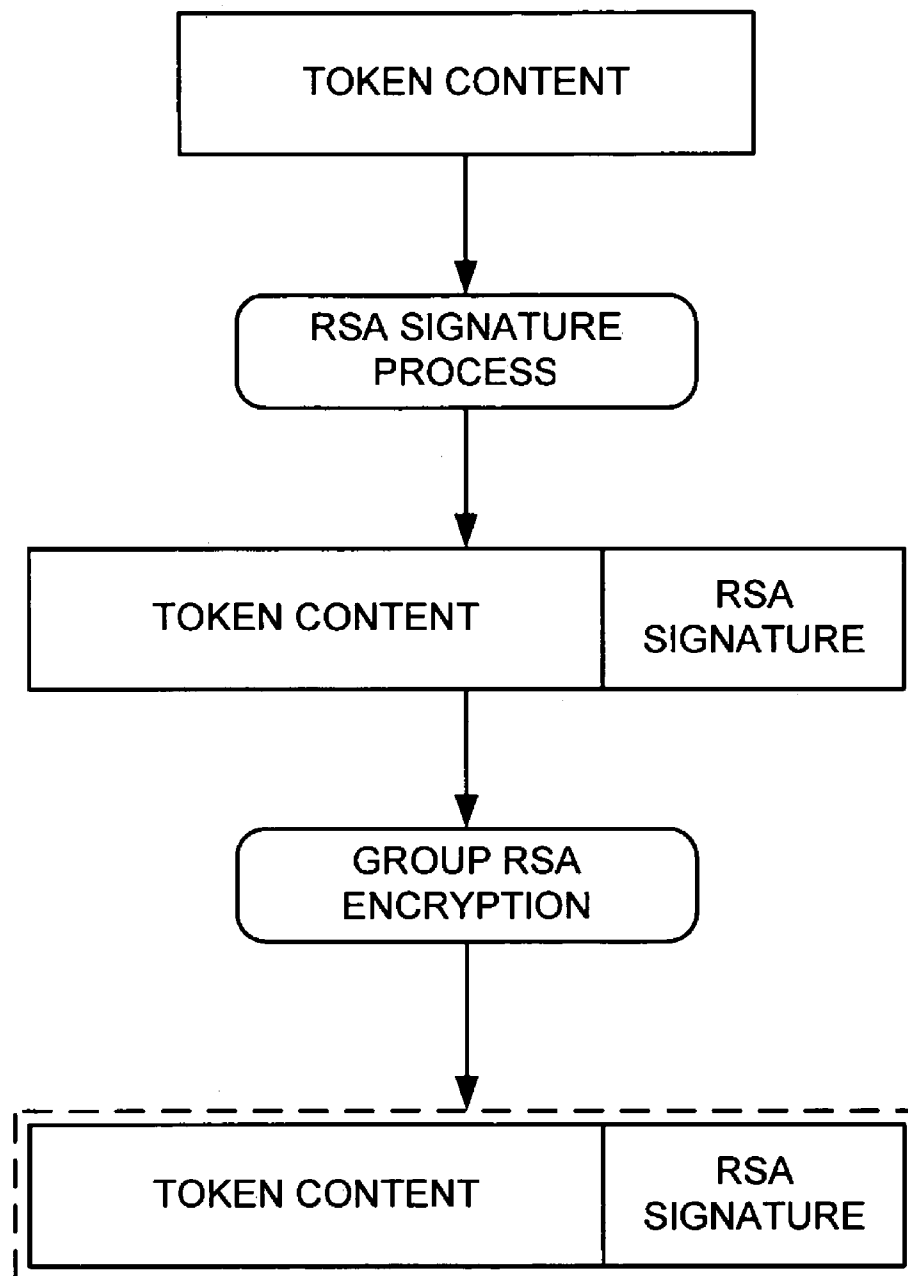 TOKEN CONTENT
RSA SIGNATURE
PROCESS
TOKEN CONTENT
RSA
SIGNATURE
GROUP RSA
ENCRYPTION
TOKEN CONTENT
RSA
SIGNATURE